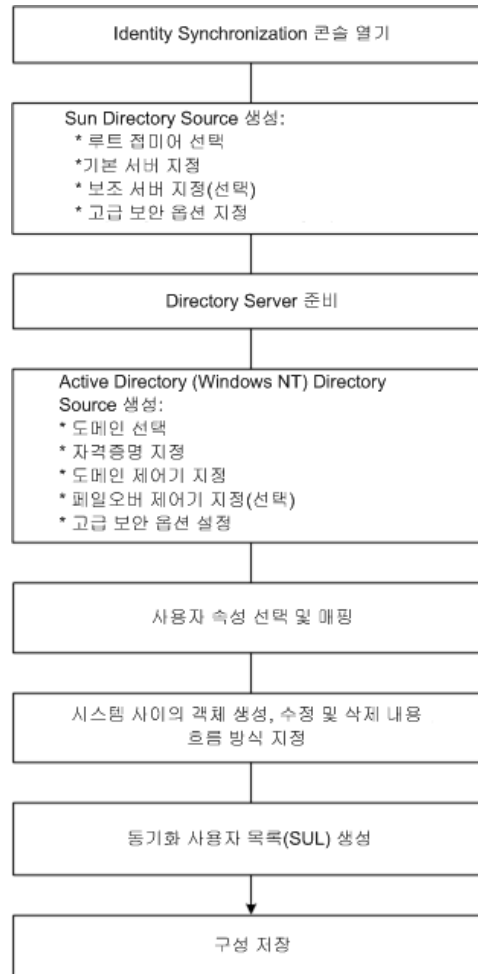 Identity Synchronization 콘솔 열기
Sun Directory Source 생성:
* 루트 접미어 선택
*기본 서버 지정
* 보조 서버 지정(선택)
* 고급 보안 옵션 지정
Directory Server 준비
Active Directory (Windows NT) Directory
Source 생성:
* 도메인 선택
* 자격증명 지정
* 도메인 제어기 지정
* 페일오버 제어기 지정(선택)
* 고급 보안 옵션 설정
사용자 속성 선택 및 매핑
시스템 사이의 객체 생성, 수정 및 삭제 내용
흐름 방식 지정
동기화 사용자 목록(SUL) 생성
구성 저장